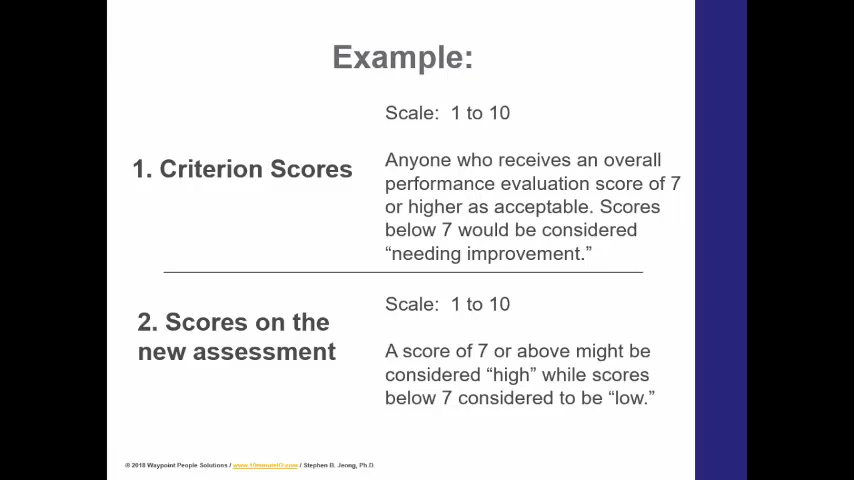 Example:
Scale: 1 to 10
1. Criterion Scores
Anyone who receives an overall
performance evaluation score of 7
or higher as acceptable. Scores
below 7 would be considered
“needing improvement.”
Scale: 1 to 10
2. Scores on the
new assessment
A score of 7 or above might be
considered “high” while scores
below 7 considered to be “low.”
© 2018 Waypoint People Solutions / / Stephen B. Jeong, Ph.D.